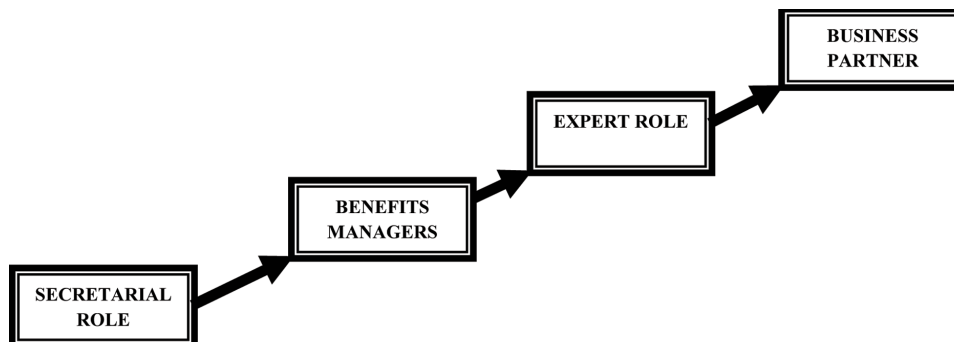 BUSINESS
PARTNER
EXPERT ROLE
BENEFITS
MANAGERS
SECRETARIAL
ROLE